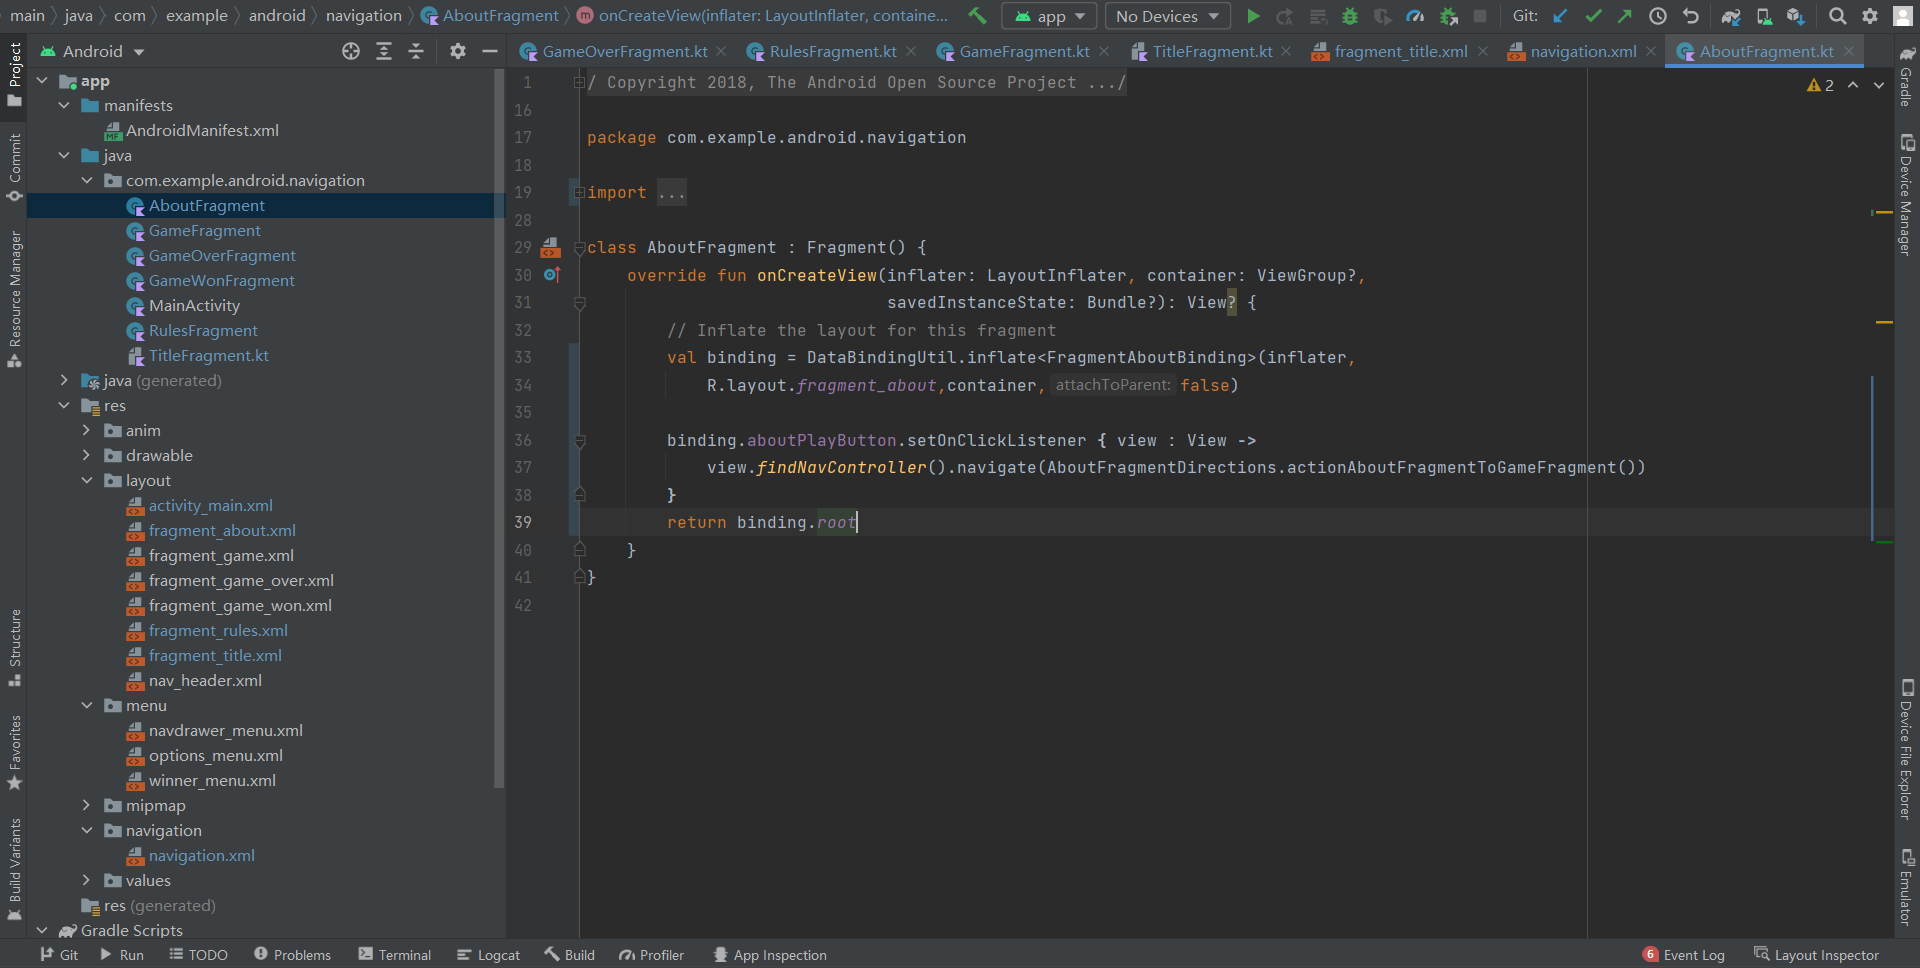 main java com example android navigation AboutFragment onCreateView(inflater: LayoutInflater, containe... app No Devices Git:
Project
Commit
Resource Manager
Structure
Favorites
Build Variants
Android
GameOverFragment.kt RulesFragment.kt GameFragment.kt TitleFragment.kt fragment_title.xml navigation.xml AboutFragment.kt
app
manifests
AndroidManifest.xml
java
com.example.android.navigation
AboutFragment
GameFragment
GameOverFragment
GameWonFragment
MainActivity
RulesFragment
TitleFragment.kt
java (generated)
res
anim
drawable
layout
activity_main.xml
fragment_about.xml
fragment_game.xml
fragment_game_over.xml
fragment_game_won.xml
fragment_rules.xml
fragment_title.xml
nav_header.xml
menu
navdrawer_menu.xml
options_menu.xml
winner_menu.xml
mipmap
navigation
navigation.xml
values
res (generated)
Gradle Scripts
1 / Copyright 2018, The Android Open Source Project .../
2
16
17 package com.example.android.navigation
18
19 import ...
28
29 class AboutFragment : Fragment() {
30 override fun onCreateView(inflater: LayoutInflater, container: ViewGroup?,
31 savedInstanceState: Bundle?): View? {
32 // Inflate the layout for this fragment
33 val binding = DataBindingUtil.inflate<FragmentAboutBinding>(inflater,
34 R.layout.fragment_about,container, attachToParent: false)
35
36 binding.aboutPlayButton.setOnClickListener { view : View ->
37 view.findNavController().navigate(AboutFragmentDirections.actionAboutFragmentToGameFragment())
38 }
39 return binding.root
40 }
41 }
42
Gradle
Device Manager
Device File Explorer
Emulator
Git Run TODO Problems Terminal Logcat Build Profiler App Inspection 6 Event Log Layout Inspector